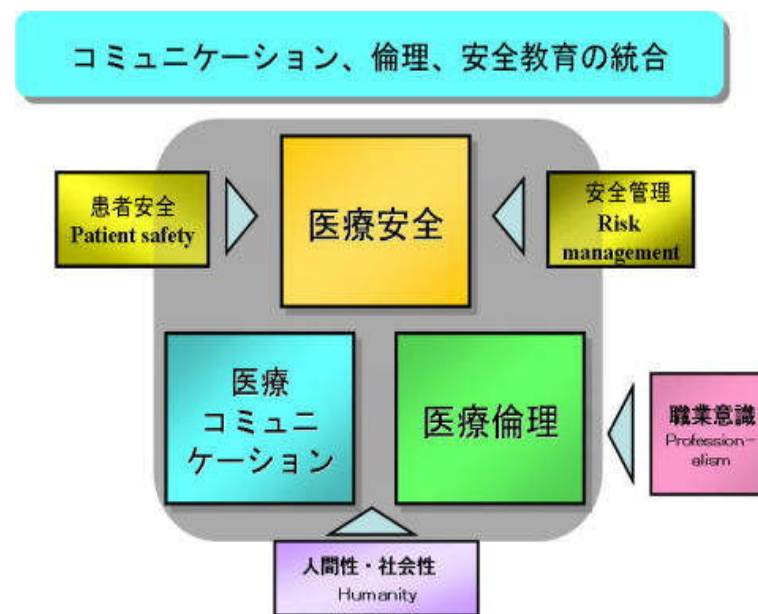 コミュニケーション、倫理、安全教育の統合
患者安全
Patient safety
医療安全
安全管理
Risk
management
医療
コミュニ
ケーション
医療倫理
職業意識
Profession-
alism
人間性・社会性
Humanity